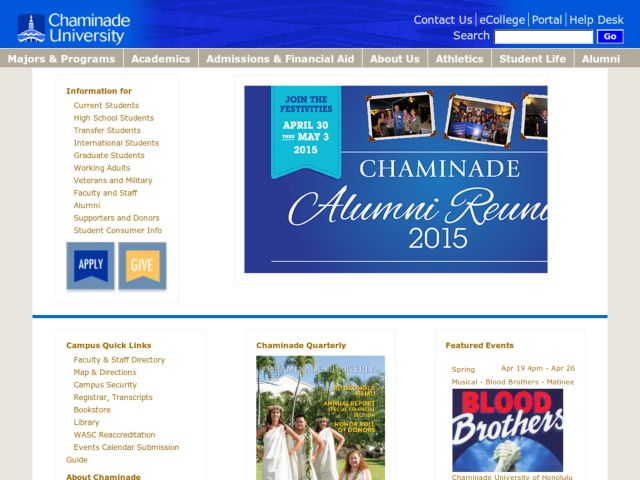 Chaminade
University
Contact Us eCollege Portal Help Desk
Search Go
Majors & Programs Academics Admissions & Financial Aid About Us Athletics Student Life Alumni
Information for
Current Students
High School Students
Transfer Students
International Students
Graduate Students
Working Adults
Veterans and Military
Faculty and Staff
Alumni
Supporters and Donors
Student Consumer Info
APPLY GIVE
JOIN THE
FESTIVITIES
APRIL 30
THRU MAY 3
2015
CHAMINADE
Alumni Reuni
2015
Campus Quick Links
Faculty & Staff Directory
Map & Directions
Campus Security
Registrar, Transcripts
Bookstore
Library
WASC Reaccreditation
Events Calendar Submission
Guide
About Chaminade
Chaminade Quarterly
CHAMINADE QUARTERLY
ANNUAL REPORT
SPECIAL FINANCIAL
SECTION
HONOR ROLL
OF DONORS
Featured Events
Spring Apr 19 4pm - Apr 26
Musical - Blood Brothers - Matinee
BLOOD
Brothers
Chaminade University of Honolulu